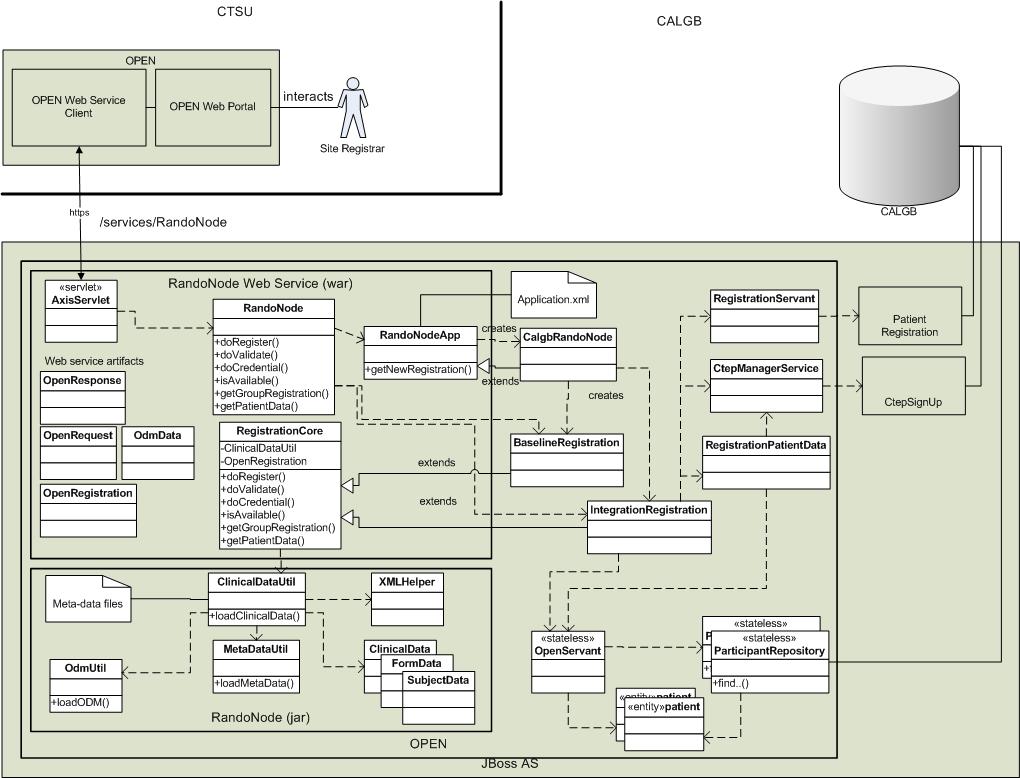 CTSU
CALGB
OPEN
OPEN Web Service
Client
OPEN Web Portal
interacts
Site Registrar
CALGB
https
/services/RandoNode
RandoNode Web Service (war)
«servlet»
AxisServlet
Web service artifacts
OpenResponse
OpenRequest
OdmData
OpenRegistration
RandoNode
+doRegister()
+doValidate()
+doCredential()
+isAvailable()
+getGroupRegistration()
+getPatientData()
RegistrationCore
-ClinicalDataUtil
-OpenRegistration
+doRegister()
+doValidate()
+doCredential()
+isAvailable()
+getGroupRegistration()
+getPatientData()
RandoNodeApp
+getNewRegistration()
Application.xml
creates
extends
CalgbRandoNode
creates
BaselineRegistration
extends
extends
IntegrationRegistration
RegistrationServant
CtepManagerService
RegistrationPatientData
Patient
Registration
CtepSignUp
Meta-data files
ClinicalDataUtil
+loadClinicalData()
XMLHelper
MetaDataUtil
+loadMetaData()
OdmUtil
+loadODM()
ClinicalData
FormData
SubjectData
RandoNode (jar)
«stateless»
OpenServant
«stateless»
«stateless»
ParticipantRepository
+find..()
«entity»patient
«entity»patient
OPEN
JBoss AS